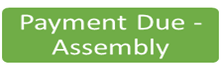 Payment Due -
Assembly